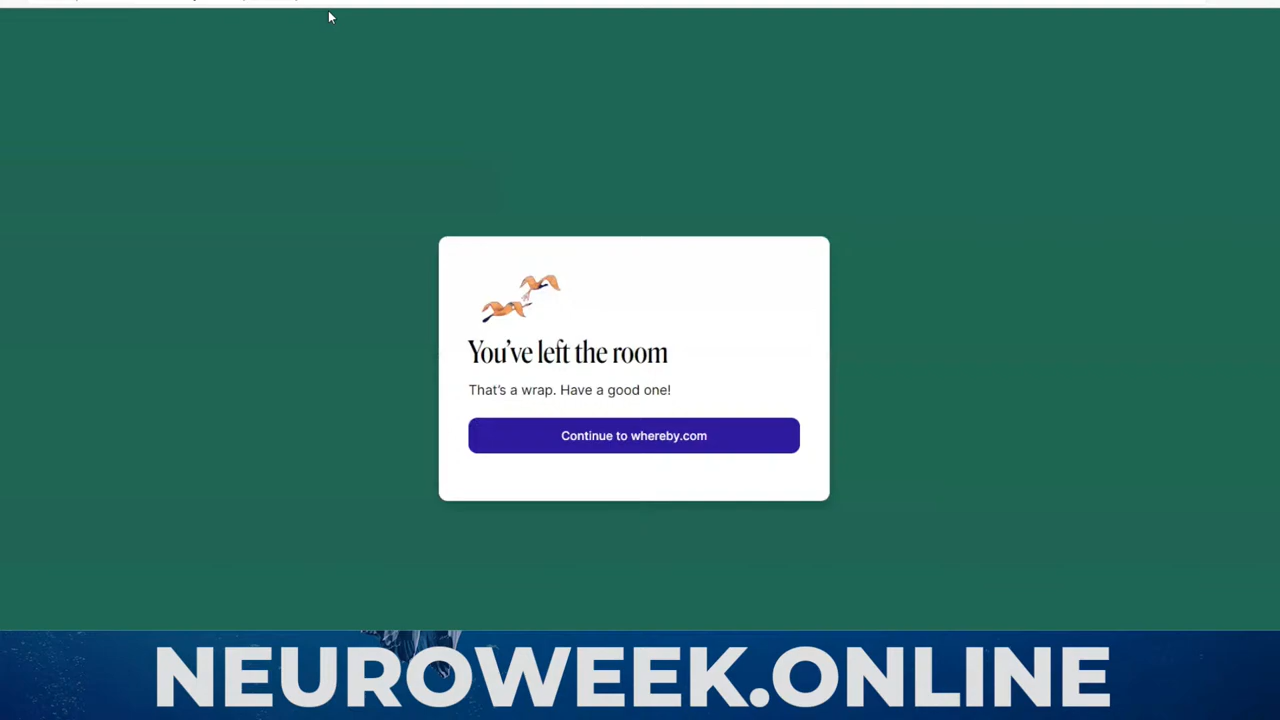 You've left the room
That's a wrap. Have a good one!
Continue to whereby.com
NEUROWEEK.ONLINE